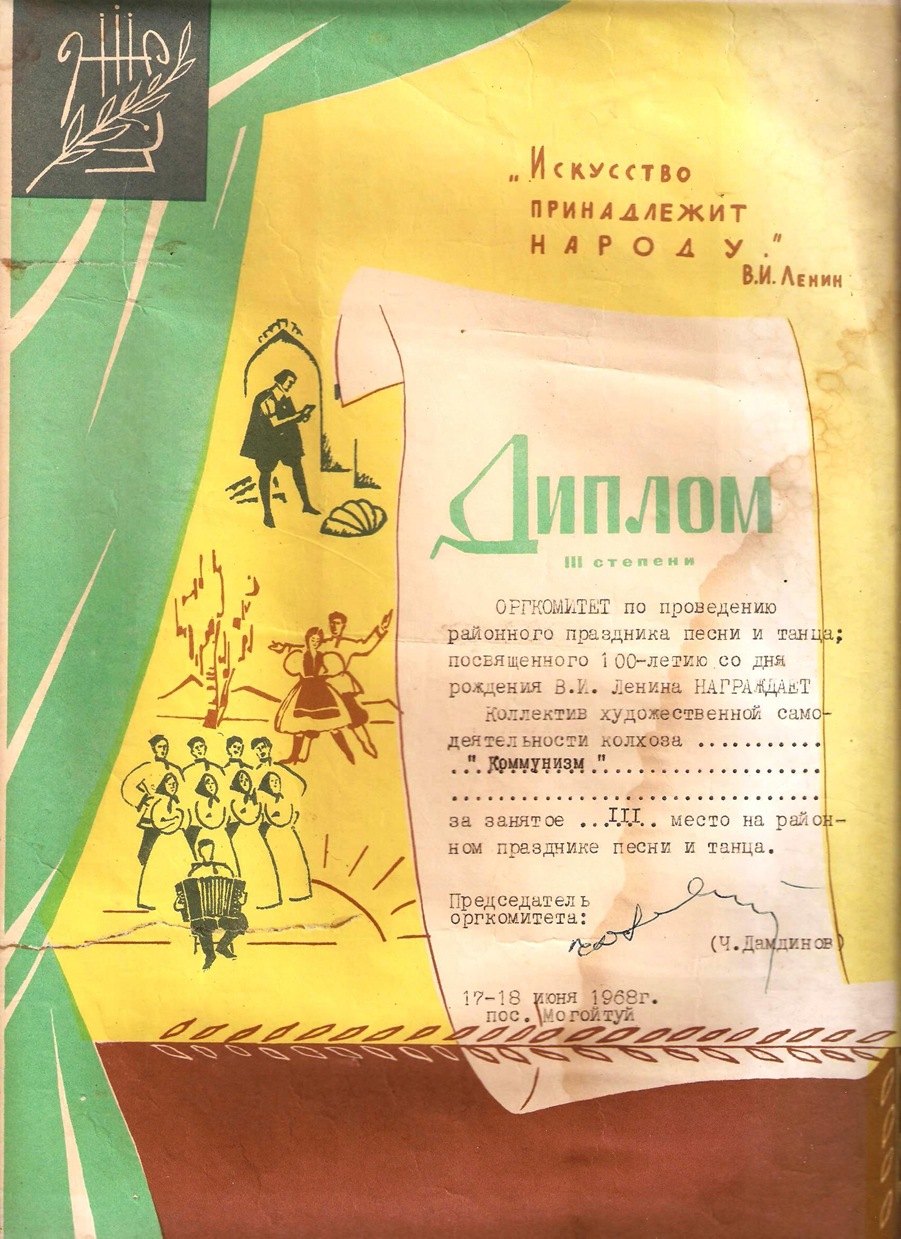 „Искусство
принадлежит
народу."
В.И. Ленин
Диплом
III степени
ОРГКОМИТЕТ по проведению
районного праздника песни и танца;
посвященного 100-летию со дня
рождения В.И. Ленина НАГРАЖДАЕТ
Коллектив художественной само-
деятельности колхоза ............
..." Коммунизм "......................
......................................
за занятое ...III.. место на район-
ном празднике песни и танца.
Председатель
оргкомитета:
(Ч.Дамдинов)
17-18 июня 1968г.
пос. Могойтуй